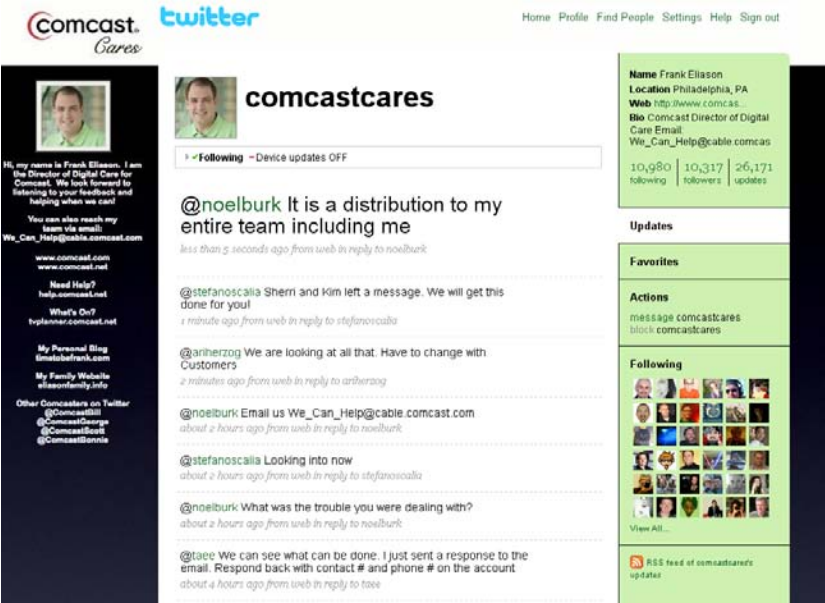 comcast.
Cares
twitter
Home Profile Find People Settings Help Sign out
Hi, my name is Frank Eliason. I am
the Director of Digital Care for
Comcast. We look forward to
listening to your feedback and
helping when we can!
You can also reach my
team via email:
We_Can_Help@cable.comcast.com
www.comcast.com
www.comcast.net
Need Help?
help.comcast.net
What's On?
tvplanner.comcast.net
My Personal Blog
timetobefrank.com
My Family Website
eliasonfamily.info
Other Comcasters on Twitter
@ComcastBill
@ComcastGeorge
@ComcastScott
@ComcastBonnie
comcastcares
Following Device updates OFF
@noelburk It is a distribution to my
entire team including me
less than 5 seconds ago from web in reply to noelburk
@stefanoscalia Sherri and Kim left a message. We will get this
done for you!
1 minute ago from web in reply to stefanoscalia
@ariherzog We are looking at all that. Have to change with
Customers
2 minutes ago from web in reply to ariherzog
@noelburk Email us We_Can_Help@cable.comcast.com
about 2 hours ago from web in reply to noelburk
@stefanoscalia Looking into now
about 2 hours ago from web in reply to stefanoscalia
@noelburk What was the trouble you were dealing with?
about 2 hours ago from web in reply to noelburk
@taee We can see what can be done. I just sent a response to the
email. Respond back with contact # and phone # on the account
about 4 hours ago from web in reply to taee
Name Frank Eliason
Location Philadelphia, PA
Web http://www.comcas...
Bio Comcast Director of Digital
Care Email:
We_Can_Help@cable.comcas
10,980 10,317 26,171
following followers updates
Updates
Favorites
Actions
message comcastcares
block comcastcares
Following
View All...
RSS feed of comcastcares's
updates